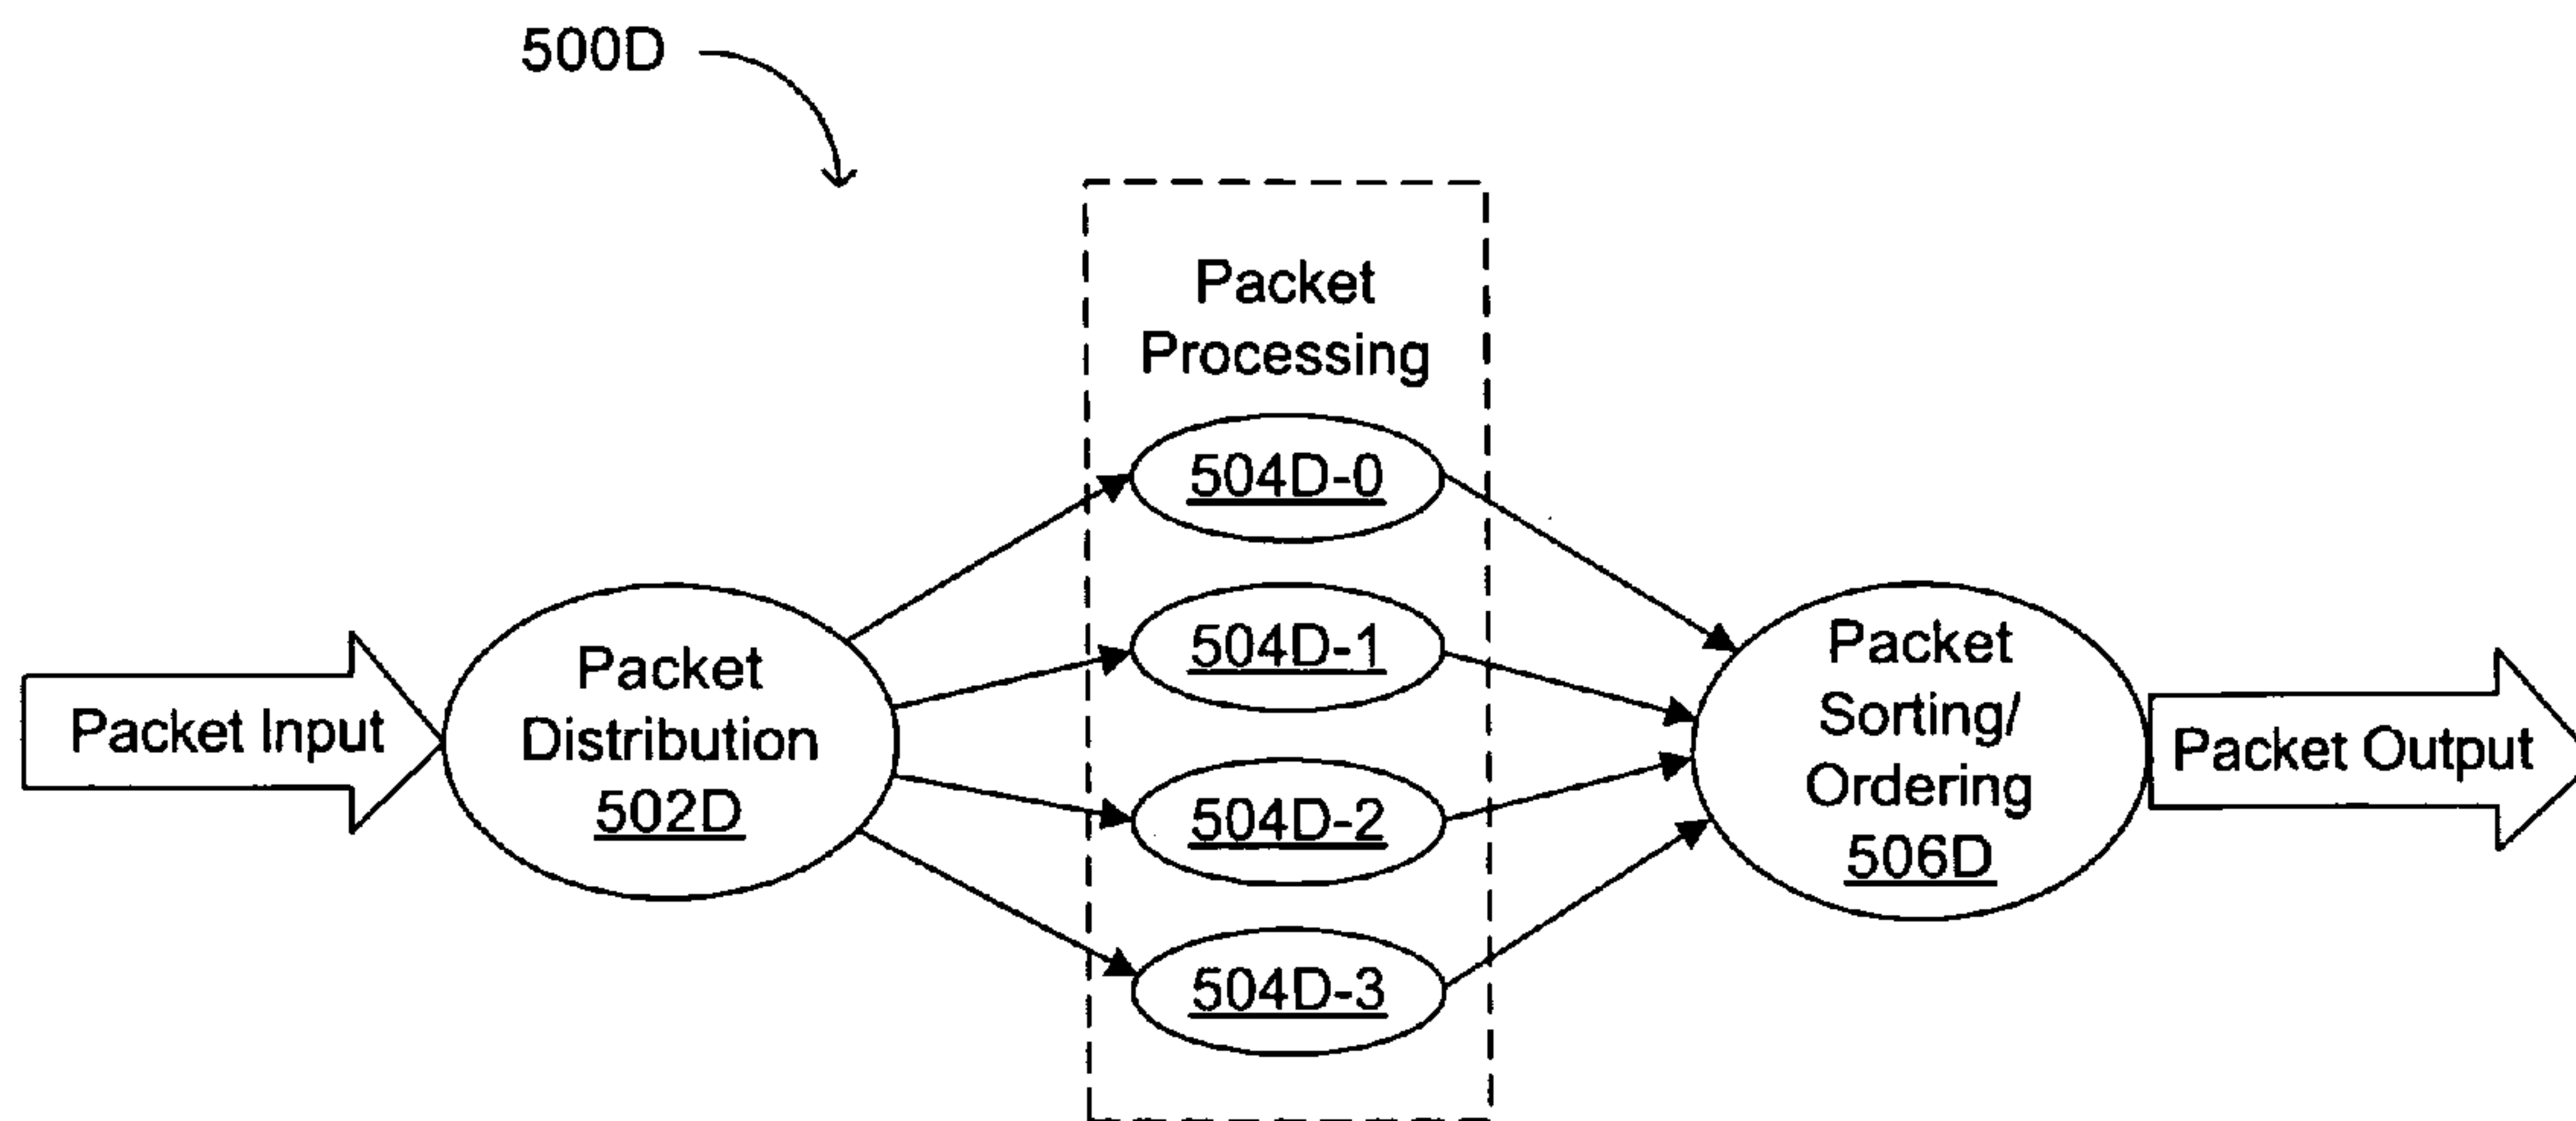 500D
Packet
Processing
504D-0
504D-1
504D-2
504D-3
Packet Input
Packet
Distribution
502D
Packet
Sorting/
Ordering
506D
Packet Output